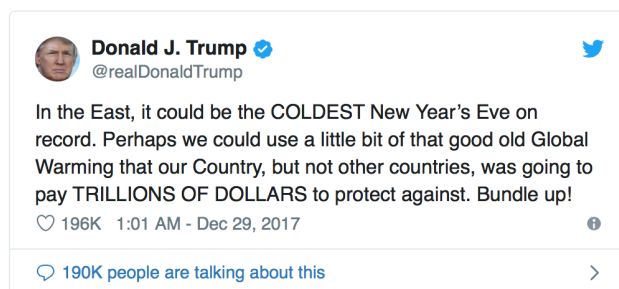 Donald J. Trump
@realDonaldTrump
In the East, it could be the COLDEST New Year's Eve on
record. Perhaps we could use a little bit of that good old Global
Warming that our Country, but not other countries, was going to
pay TRILLIONS OF DOLLARS to protect against. Bundle up!
196K 1:01 AM - Dec 29, 2017
190K people are talking about this